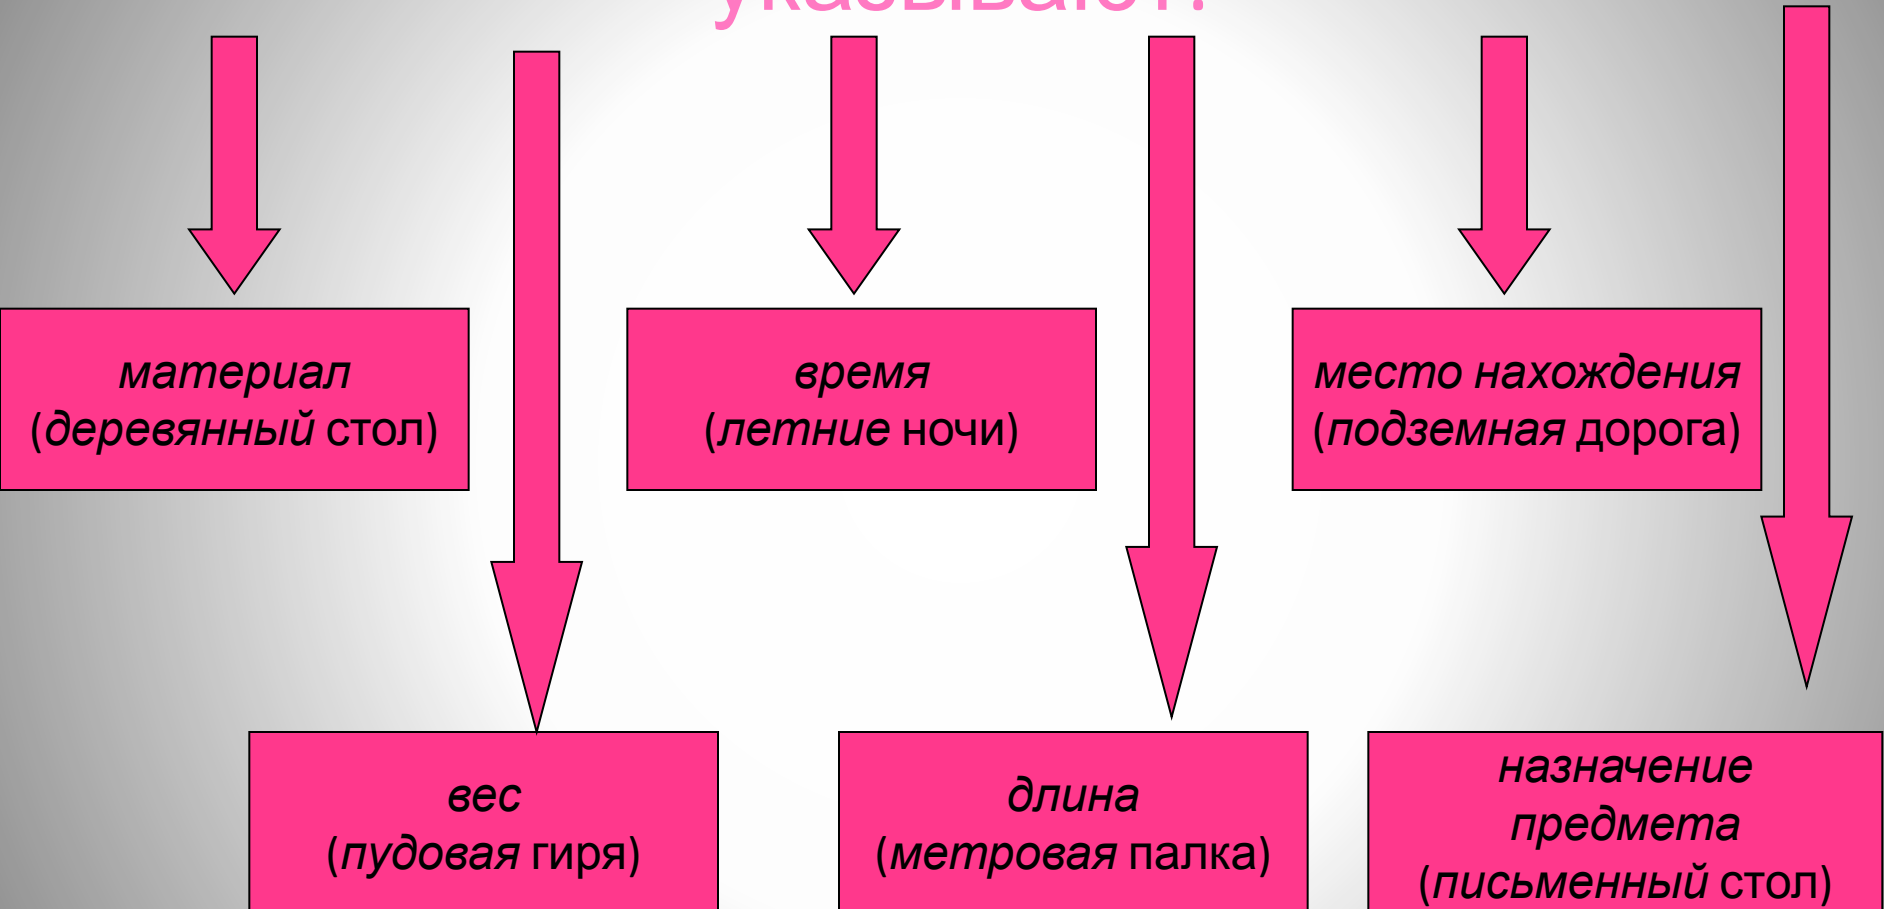 указывают:
материал
(деревянный стол)
время
(летние ночи)
место нахождения
(подземная дорога)
вес
(пудовая гиря)
длина
(метровая палка)
назначение
предмета
(письменный стол)